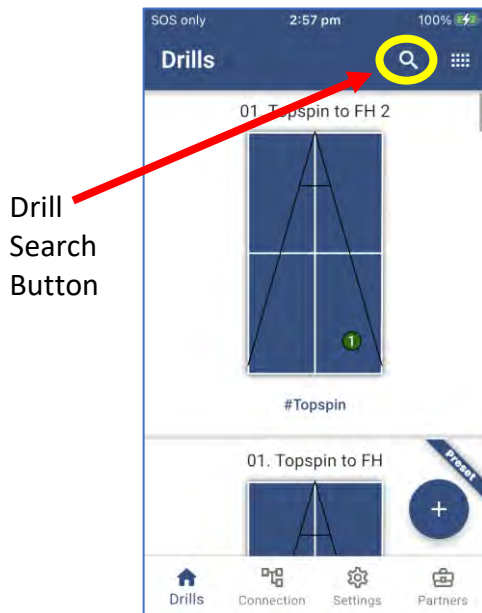 SOS only 2:57 pm 100%
Drills
01. Topspin to FH 2
Drill
Search
Button
1
#Topspin
01. Topspin to FH
Preset
+
Drills Connection Settings Partners